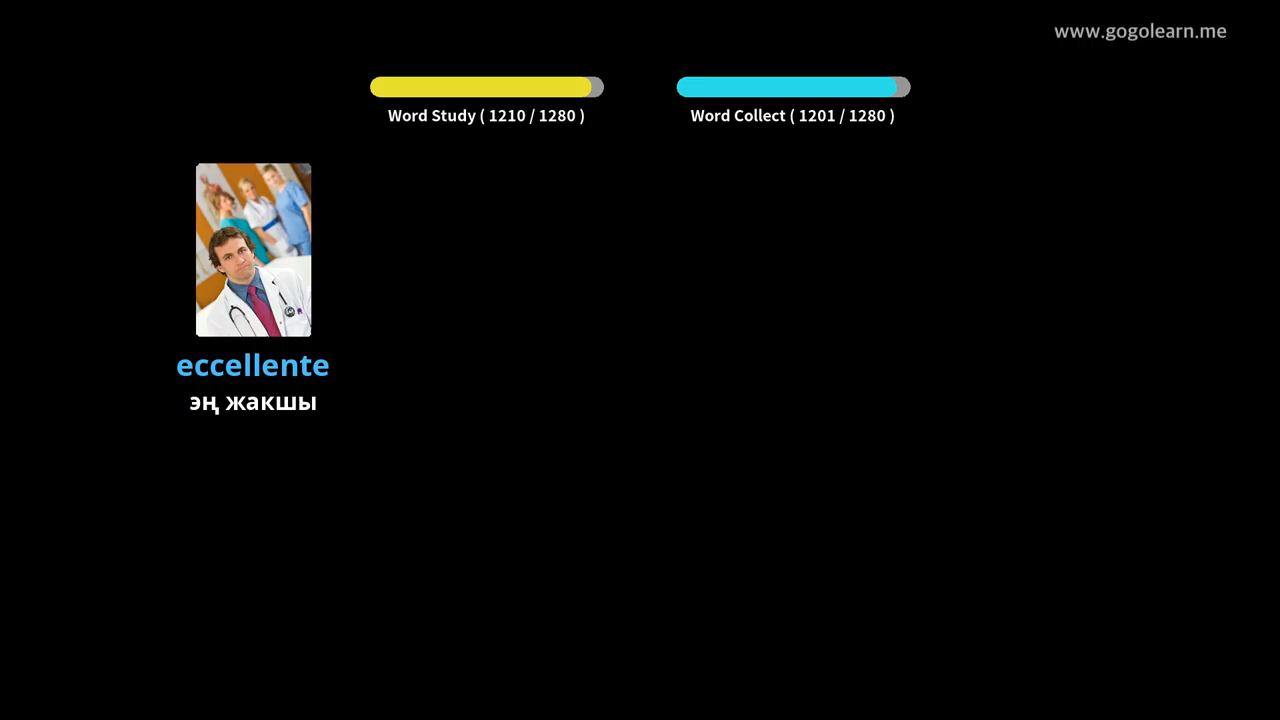 www.gogolearn.me
Word Study ( 1210 / 1280 )
Word Collect ( 1201 / 1280 )
eccellente
эң жакшы